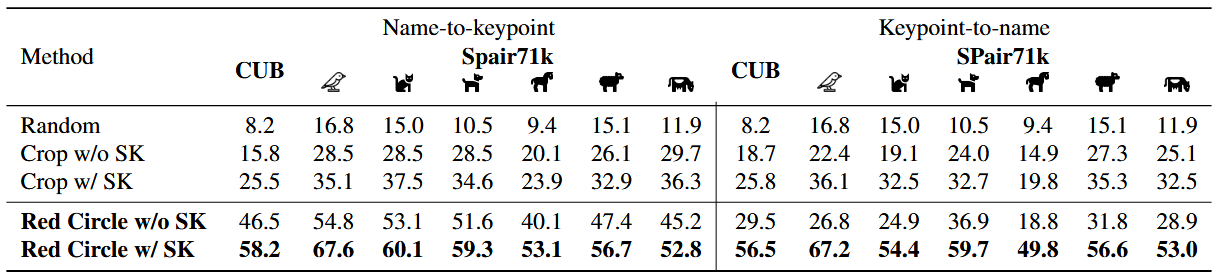 Name-to-keypoint Keypoint-to-name
Method CUB Spair71k CUB SPair71k
Random 8.2 16.8 15.0 10.5 9.4 15.1 11.9 8.2 16.8 15.0 10.5 9.4 15.1 11.9
Crop w/o SK 15.8 28.5 28.5 28.5 20.1 26.1 29.7 18.7 22.4 19.1 24.0 14.9 27.3 25.1
Crop w/ SK 25.5 35.1 37.5 34.6 23.9 32.9 36.3 25.8 36.1 32.5 32.7 19.8 35.3 32.5
Red Circle w/o SK 46.5 54.8 53.1 51.6 40.1 47.4 45.2 29.5 26.8 24.9 36.9 18.8 31.8 28.9
Red Circle w/ SK 58.2 67.6 60.1 59.3 53.1 56.7 52.8 56.5 67.2 54.4 59.7 49.8 56.6 53.0